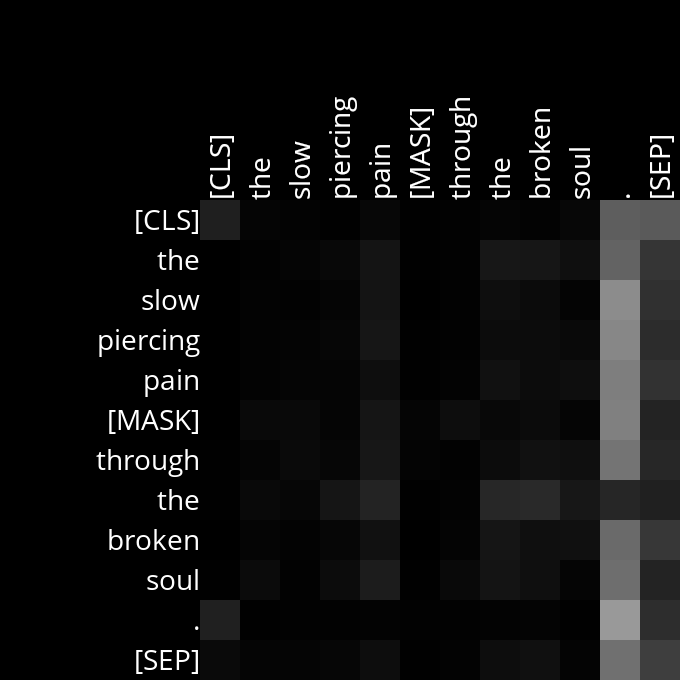 [CLS]
the
slow
piercing
pain
[MASK]
through
the
broken
soul
.
[SEP]
[CLS]
the
slow
piercing
pain
[MASK]
through
the
broken
soul
.
[SEP]